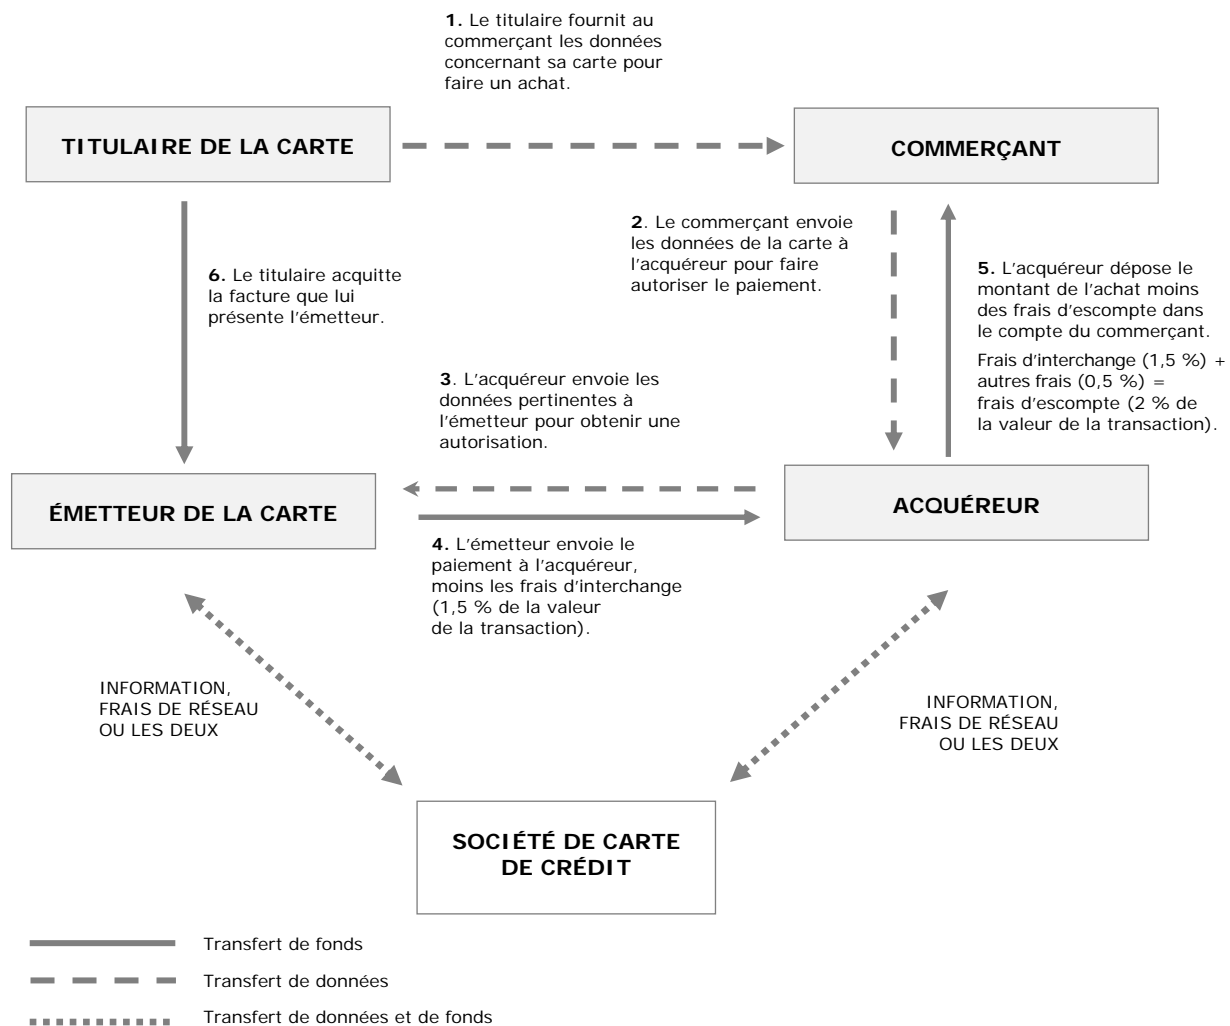 1. Le titulaire fournit au
commerçant les données
concernant sa carte pour
faire un achat.
TITULAIRE DE LA CARTE
COMMERÇANT
2. Le commerçant envoie
les données de la carte à
l'acquéreur pour faire
autoriser le paiement.
6. Le titulaire acquitte
la facture que lui
présente l'émetteur.
5. L'acquéreur dépose le
montant de l'achat moins
des frais d'escompte dans
le compte du commerçant.
Frais d'interchange (1,5 %) +
autres frais (0,5 %) =
frais d'escompte (2 % de
la valeur de la transaction).
3. L'acquéreur envoie les
données pertinentes à
l'émetteur pour obtenir une
autorisation.
ÉMETTEUR DE LA CARTE
ACQUÉREUR
4. L'émetteur envoie le
paiement à l'acquéreur,
moins les frais d'interchange
(1,5 % de la valeur
de la transaction).
INFORMATION,
FRAIS DE RÉSEAU
OU LES DEUX
INFORMATION,
FRAIS DE RÉSEAU
OU LES DEUX
SOCIÉTÉ DE CARTE
DE CRÉDIT
Transfert de fonds
Transfert de données
Transfert de données et de fonds